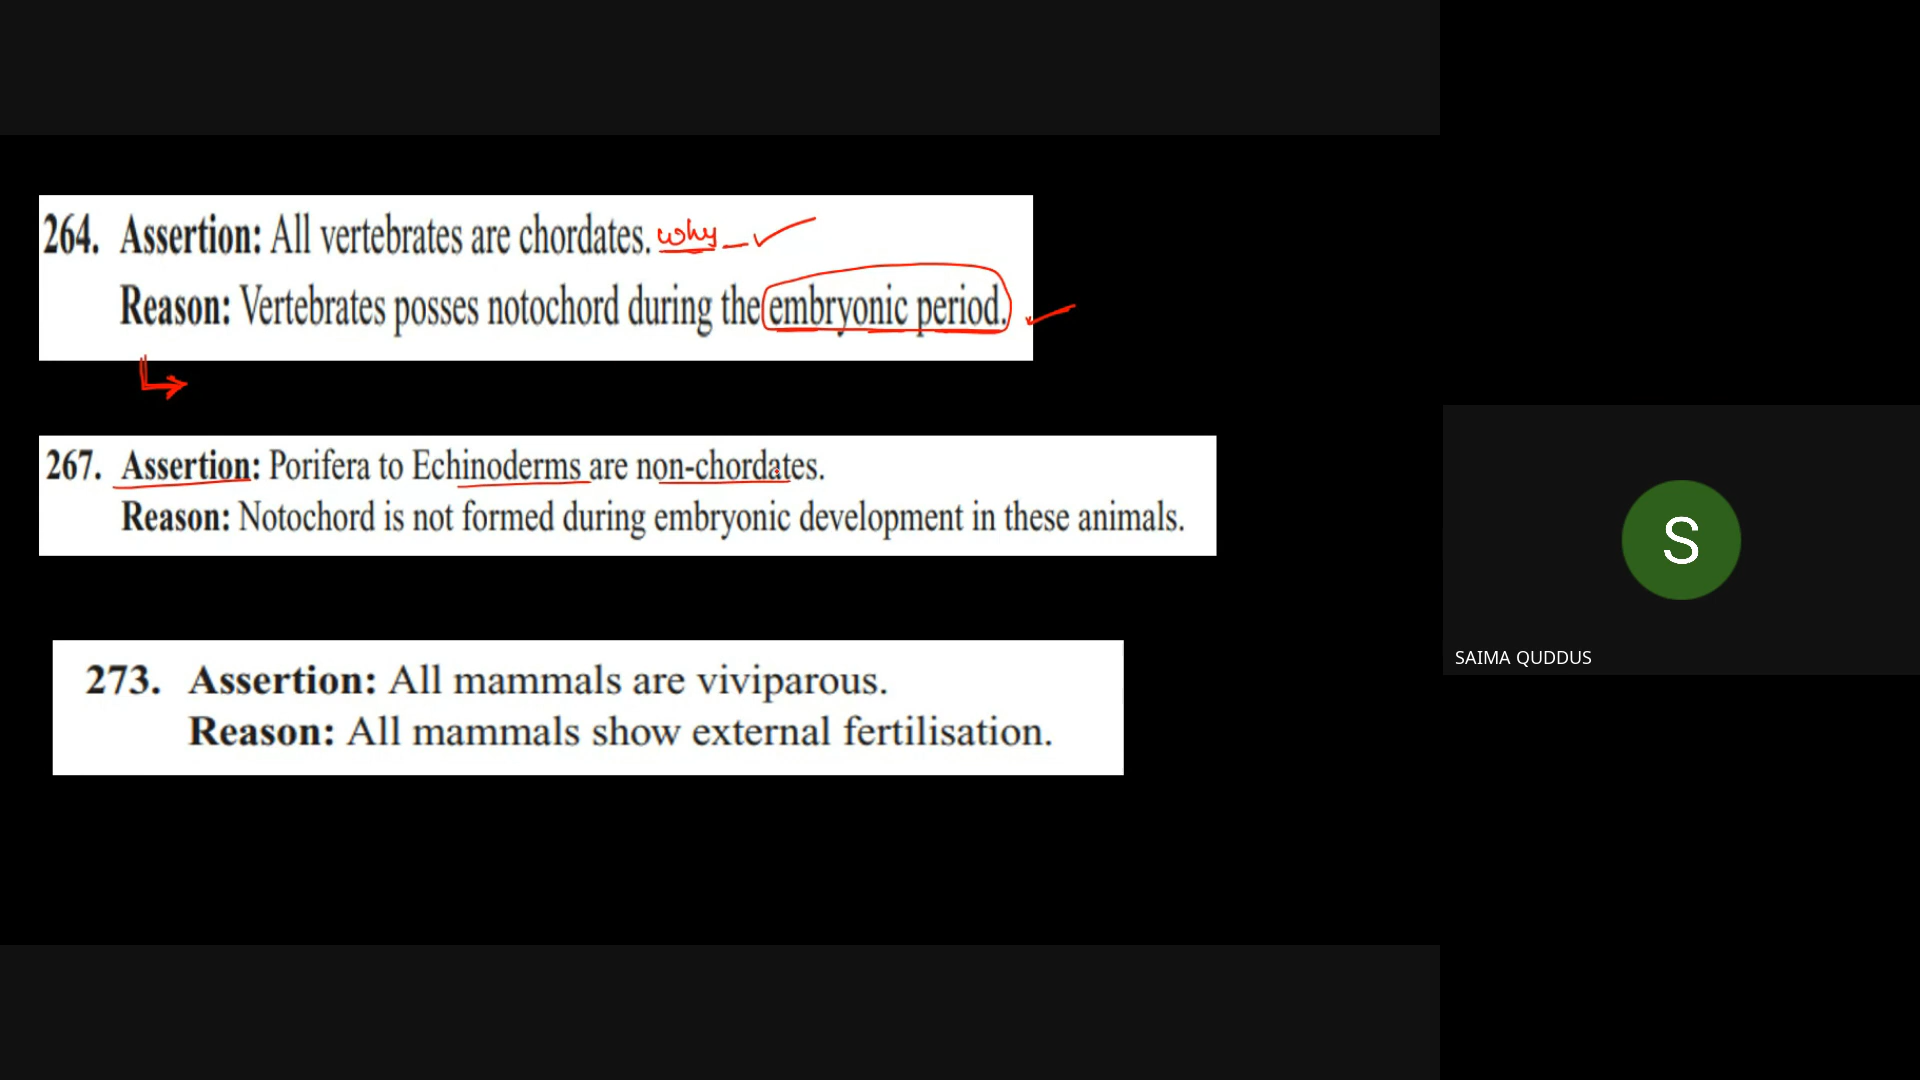 264. Assertion: All vertebrates are chordates. why
Reason: Vertebrates posses notochord during the embryonic period.
267. Assertion: Porifera to Echinoderms are non-chordates.
Reason: Notochord is not formed during embryonic development in these animals.
S
SAIMA QUDDUS
273. Assertion: All mammals are viviparous.
Reason: All mammals show external fertilisation.